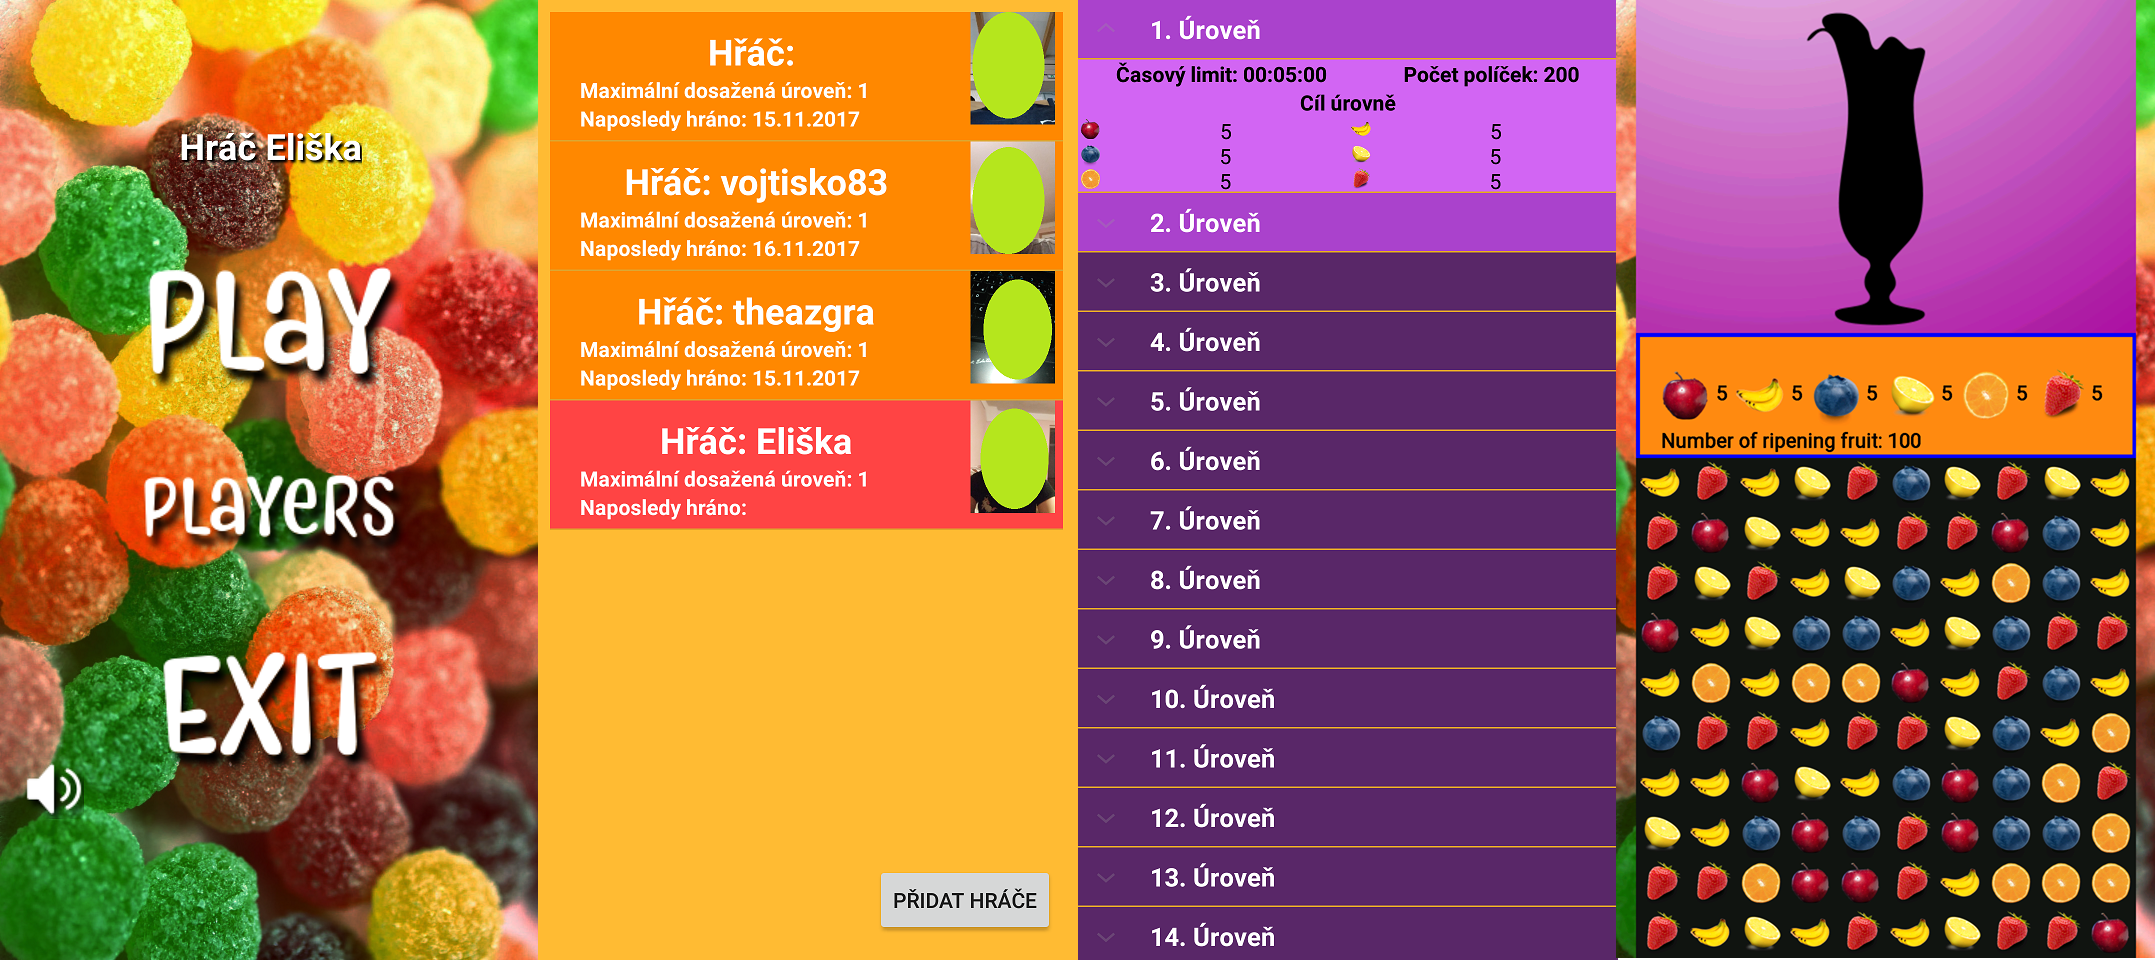 Hráč Eliška
PLAY
PLAYERS
EXIT
Hřáč:
Maximální dosažená úroveň: 1
Naposledy hráno: 15.11.2017
Hřáč: vojtisko83
Maximální dosažená úroveň: 1
Naposledy hráno: 16.11.2017
Hřáč: theazgra
Maximální dosažená úroveň: 1
Naposledy hráno: 15.11.2017
Hřáč: Eliška
Maximální dosažená úroveň: 1
Naposledy hráno:
PŘIDAT HRÁČE
1. Úroveň
Časový limit: 00:05:00 Počet políček: 200
Cíl úrovně
5 5
5 5
5 5
2. Úroveň
3. Úroveň
4. Úroveň
5. Úroveň
6. Úroveň
7. Úroveň
8. Úroveň
9. Úroveň
10. Úroveň
11. Úroveň
12. Úroveň
13. Úroveň
14. Úroveň
5 5 5 5 5 5
Number of ripening fruit: 100